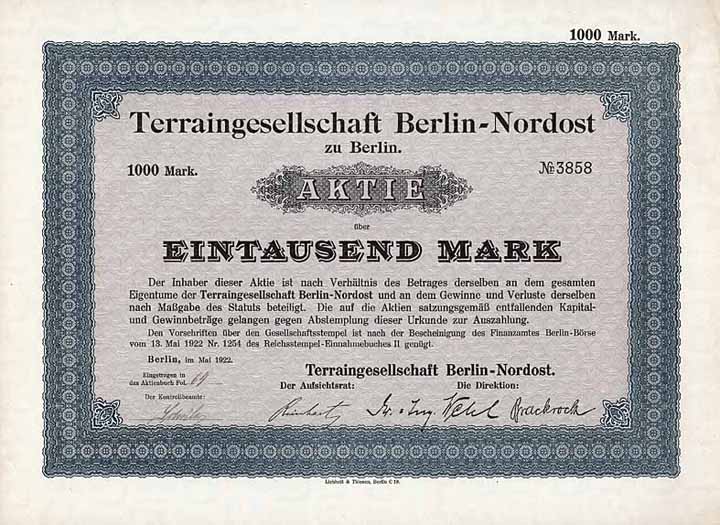 1000 Mark.
Terraingesellschaft Berlin-Nordost
zu Berlin.
1000 Mark.
№ 3858
AKTIE
über
EINTAUSEND MARK
Der Inhaber dieser Aktie ist nach Verhältnis des Betrages derselben an dem gesamten
Eigentume der Terraingesellschaft Berlin-Nordost und an dem Gewinne und Verluste derselben
nach Maßgabe des Statuts beteiligt. Die auf die Aktien satzungsgemäß entfallenden Kapital-
und Gewinnbeträge gelangen gegen Abstemplung dieser Urkunde zur Auszahlung.
Den Vorschriften über den Gesellschaftsstempel ist nach der Bescheinigung des Finanzamtes Berlin-Börse
vom 13. Mai 1922 Nr. 1254 des Reichsstempel-Einnahmebuches II genügt.
Berlin, im Mai 1922.
Terraingesellschaft Berlin-Nordost.
Eingetragen in
das Aktienbuch Fol. 69
Der Aufsichtsrat:
Die Direktion:
Der Kontrollbeamte:
Reinhartz
Brackrock
Berlin C 19.